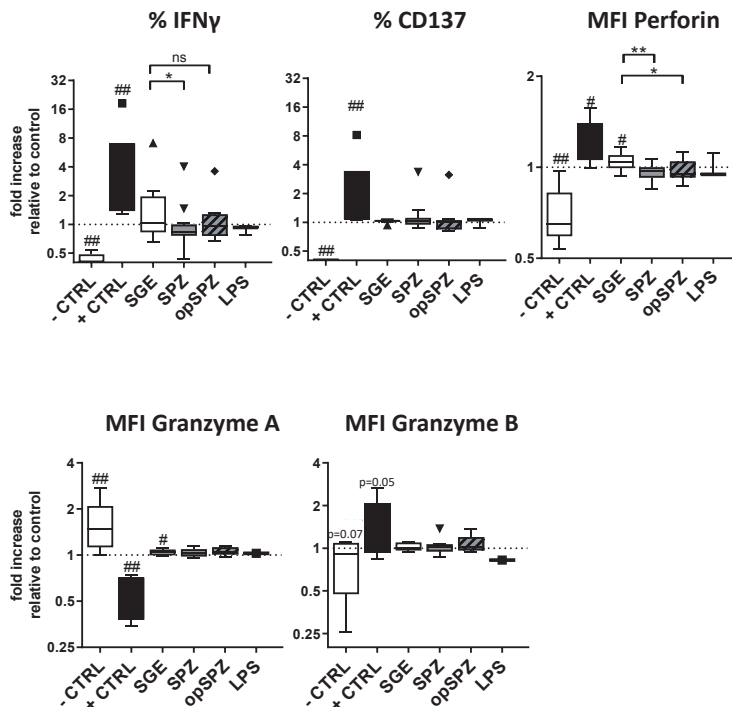 % IFNγ
% CD137
MFI Perforin
fold increase
relative to control
32
16
8
4
2
1
0.5
##
##
*
ns
- CTRL
+ CTRL
SGE
SPZ
opSPZ
LPS
32
16
8
4
2
1
0.5
##
##
- CTRL
+ CTRL
SGE
SPZ
opSPZ
LPS
2
1
0.5
##
#
#
**
*
- CTRL
+ CTRL
SGE
SPZ
opSPZ
LPS
MFI Granzyme A
MFI Granzyme B
fold increase
relative to control
4
2
1
0.5
0.25
##
##
#
- CTRL
+ CTRL
SGE
SPZ
opSPZ
LPS
4
2
1
0.5
0.25
p=0.07
p=0.05
- CTRL
+ CTRL
SGE
SPZ
opSPZ
LPS